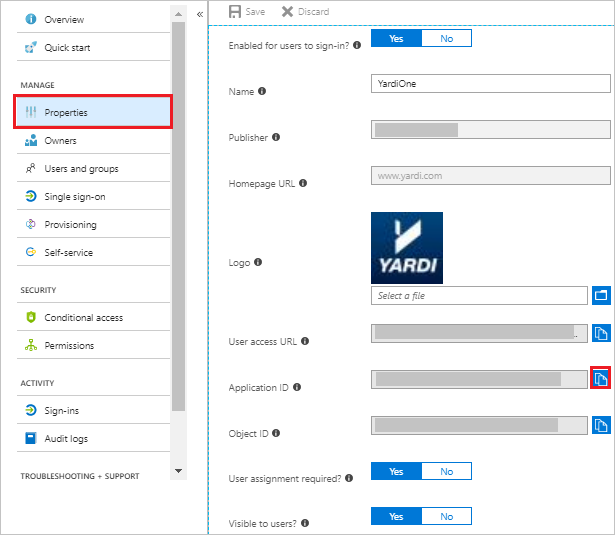 Overview
Quick start
MANAGE
Properties
Owners
Users and groups
Single sign-on
Provisioning
Self-service
SECURITY
Conditional access
Permissions
ACTIVITY
Sign-ins
Audit logs
TROUBLESHOOTING + SUPPORT
«
Save Discard
Enabled for users to sign-in? Yes No
Name YardiOne
Publisher
Homepage URL www.yardi.com
Logo YARDI
Select a file
User access URL
Application ID
Object ID
User assignment required? Yes No
Visible to users? Yes No